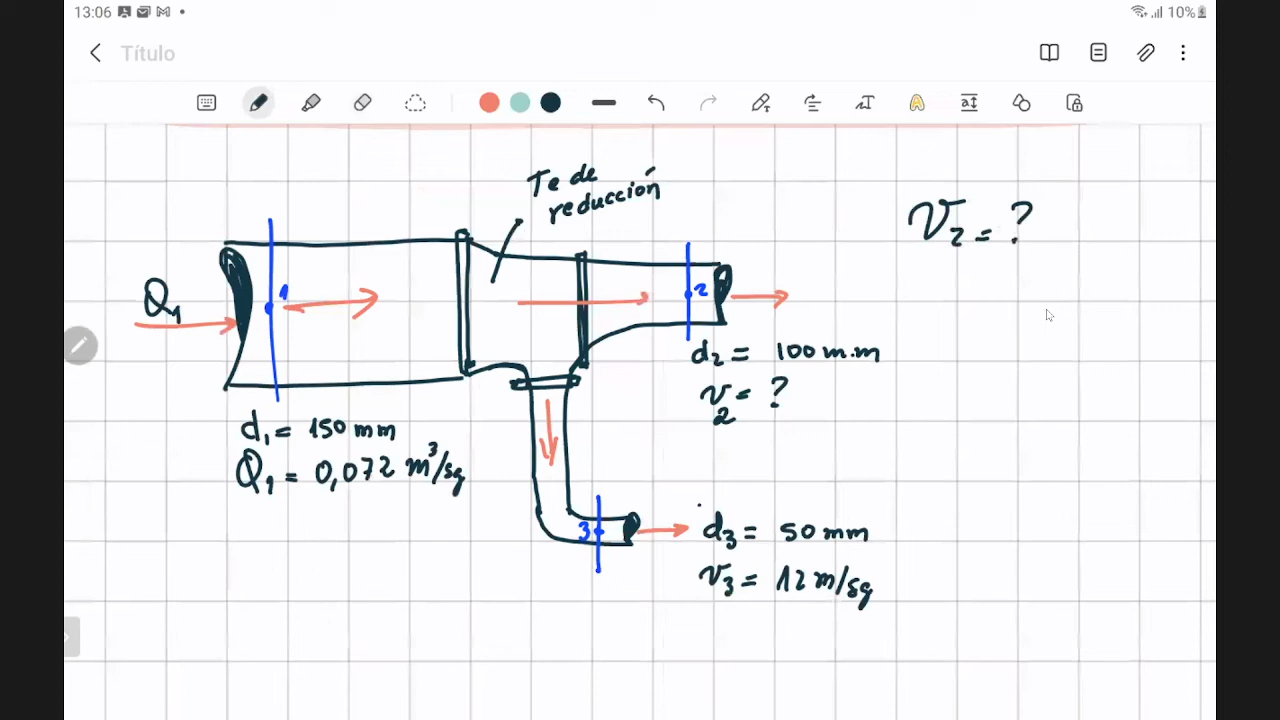 13:06
10%
Título
Te de
reducción
V₂ = ?
Q₁
1
2
d₂ = 100 m.m
v₂ = ?
d₁ = 150 mm
Q₁ = 0,072 m³/sg
3
d₃ = 50 mm
v₃ = 12 m/sg